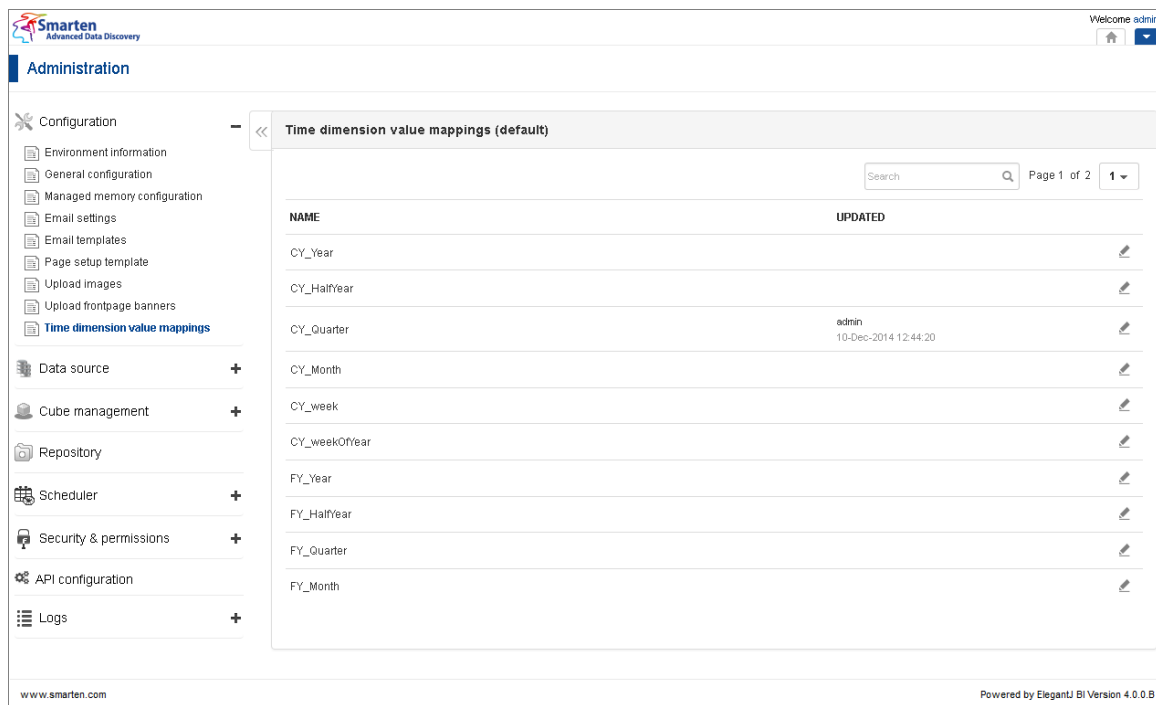 Smarten
Advanced Data Discovery
Welcome admin
Administration
Configuration
Environment information
General configuration
Managed memory configuration
Email settings
Email templates
Page setup template
Upload images
Upload frontpage banners
Time dimension value mappings
Data source
Cube management
Repository
Scheduler
Security & permissions
API configuration
Logs
Time dimension value mappings (default)
Search
Page 1 of 2
1
NAME UPDATED
CY_Year
CY_HalfYear
CY_Quarter admin
10-Dec-2014 12:44:20
CY_Month
CY_week
CY_weekOfYear
FY_Year
FY_HalfYear
FY_Quarter
FY_Month
www.smarten.com
Powered by ElegantJ BI Version 4.0.0.B